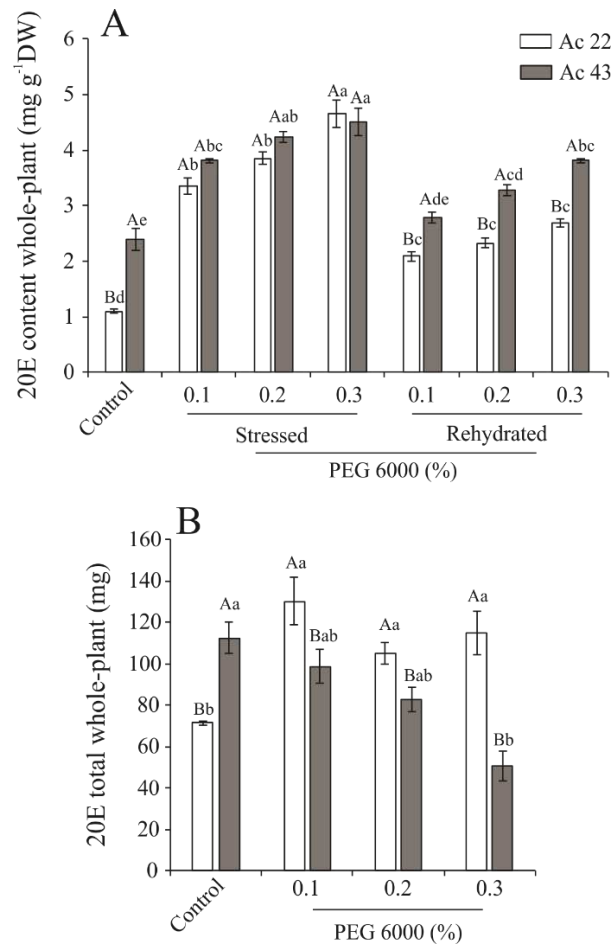 A
Ac 22
Ac 43
20E content whole-plant (mg g⁻¹DW)
6
5
4
3
2
1
0
Bd
Ae
Ab
Abc
Ab
Aab
Aa
Aa
Bc
Ade
Bc
Acd
Bc
Abc
Control
0.1
0.2
0.3
0.1
0.2
0.3
Stressed
Rehydrated
PEG 6000 (%)
B
20E total whole-plant (mg)
160
140
120
100
80
60
40
20
0
Bb
Aa
Aa
Bab
Aa
Bab
Aa
Bb
Control
0.1
0.2
0.3
PEG 6000 (%)